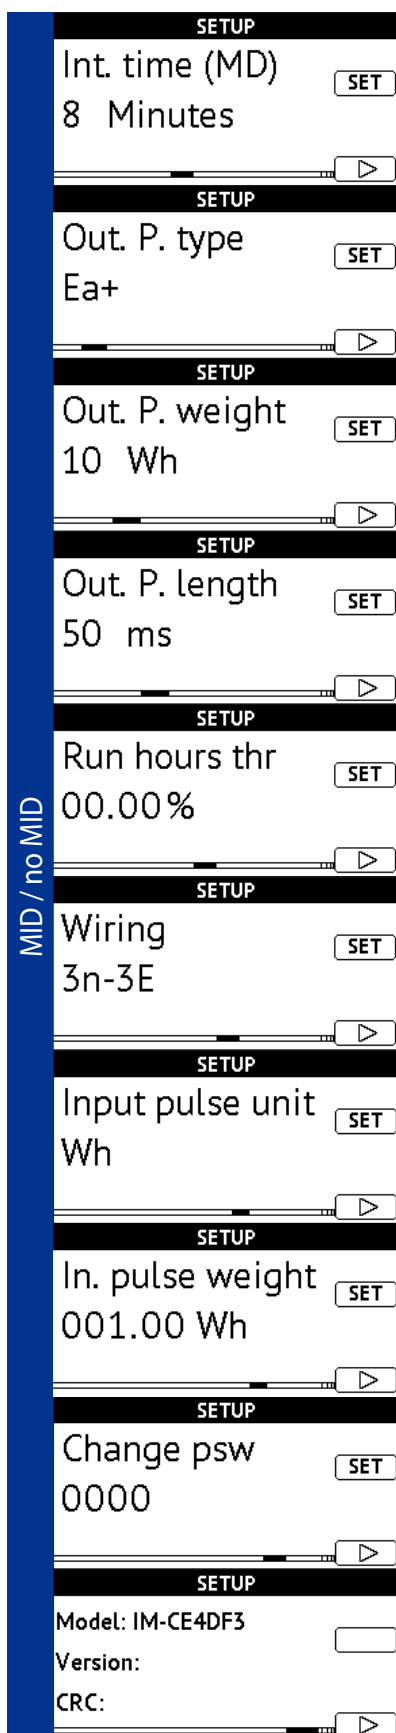 MID / no MID
SETUP
Int. time (MD)
SET
8 Minutes
SETUP
Out. P. type
SET
Ea+
SETUP
Out. P. weight
SET
10 Wh
SETUP
Out. P. length
SET
50 ms
SETUP
Run hours thr
SET
00.00%
SETUP
Wiring
SET
3n-3E
SETUP
Input pulse unit
SET
Wh
SETUP
In. pulse weight
SET
001.00 Wh
SETUP
Change psw
SET
0000
SETUP
Model: IM-CE4DF3
Version:
CRC: